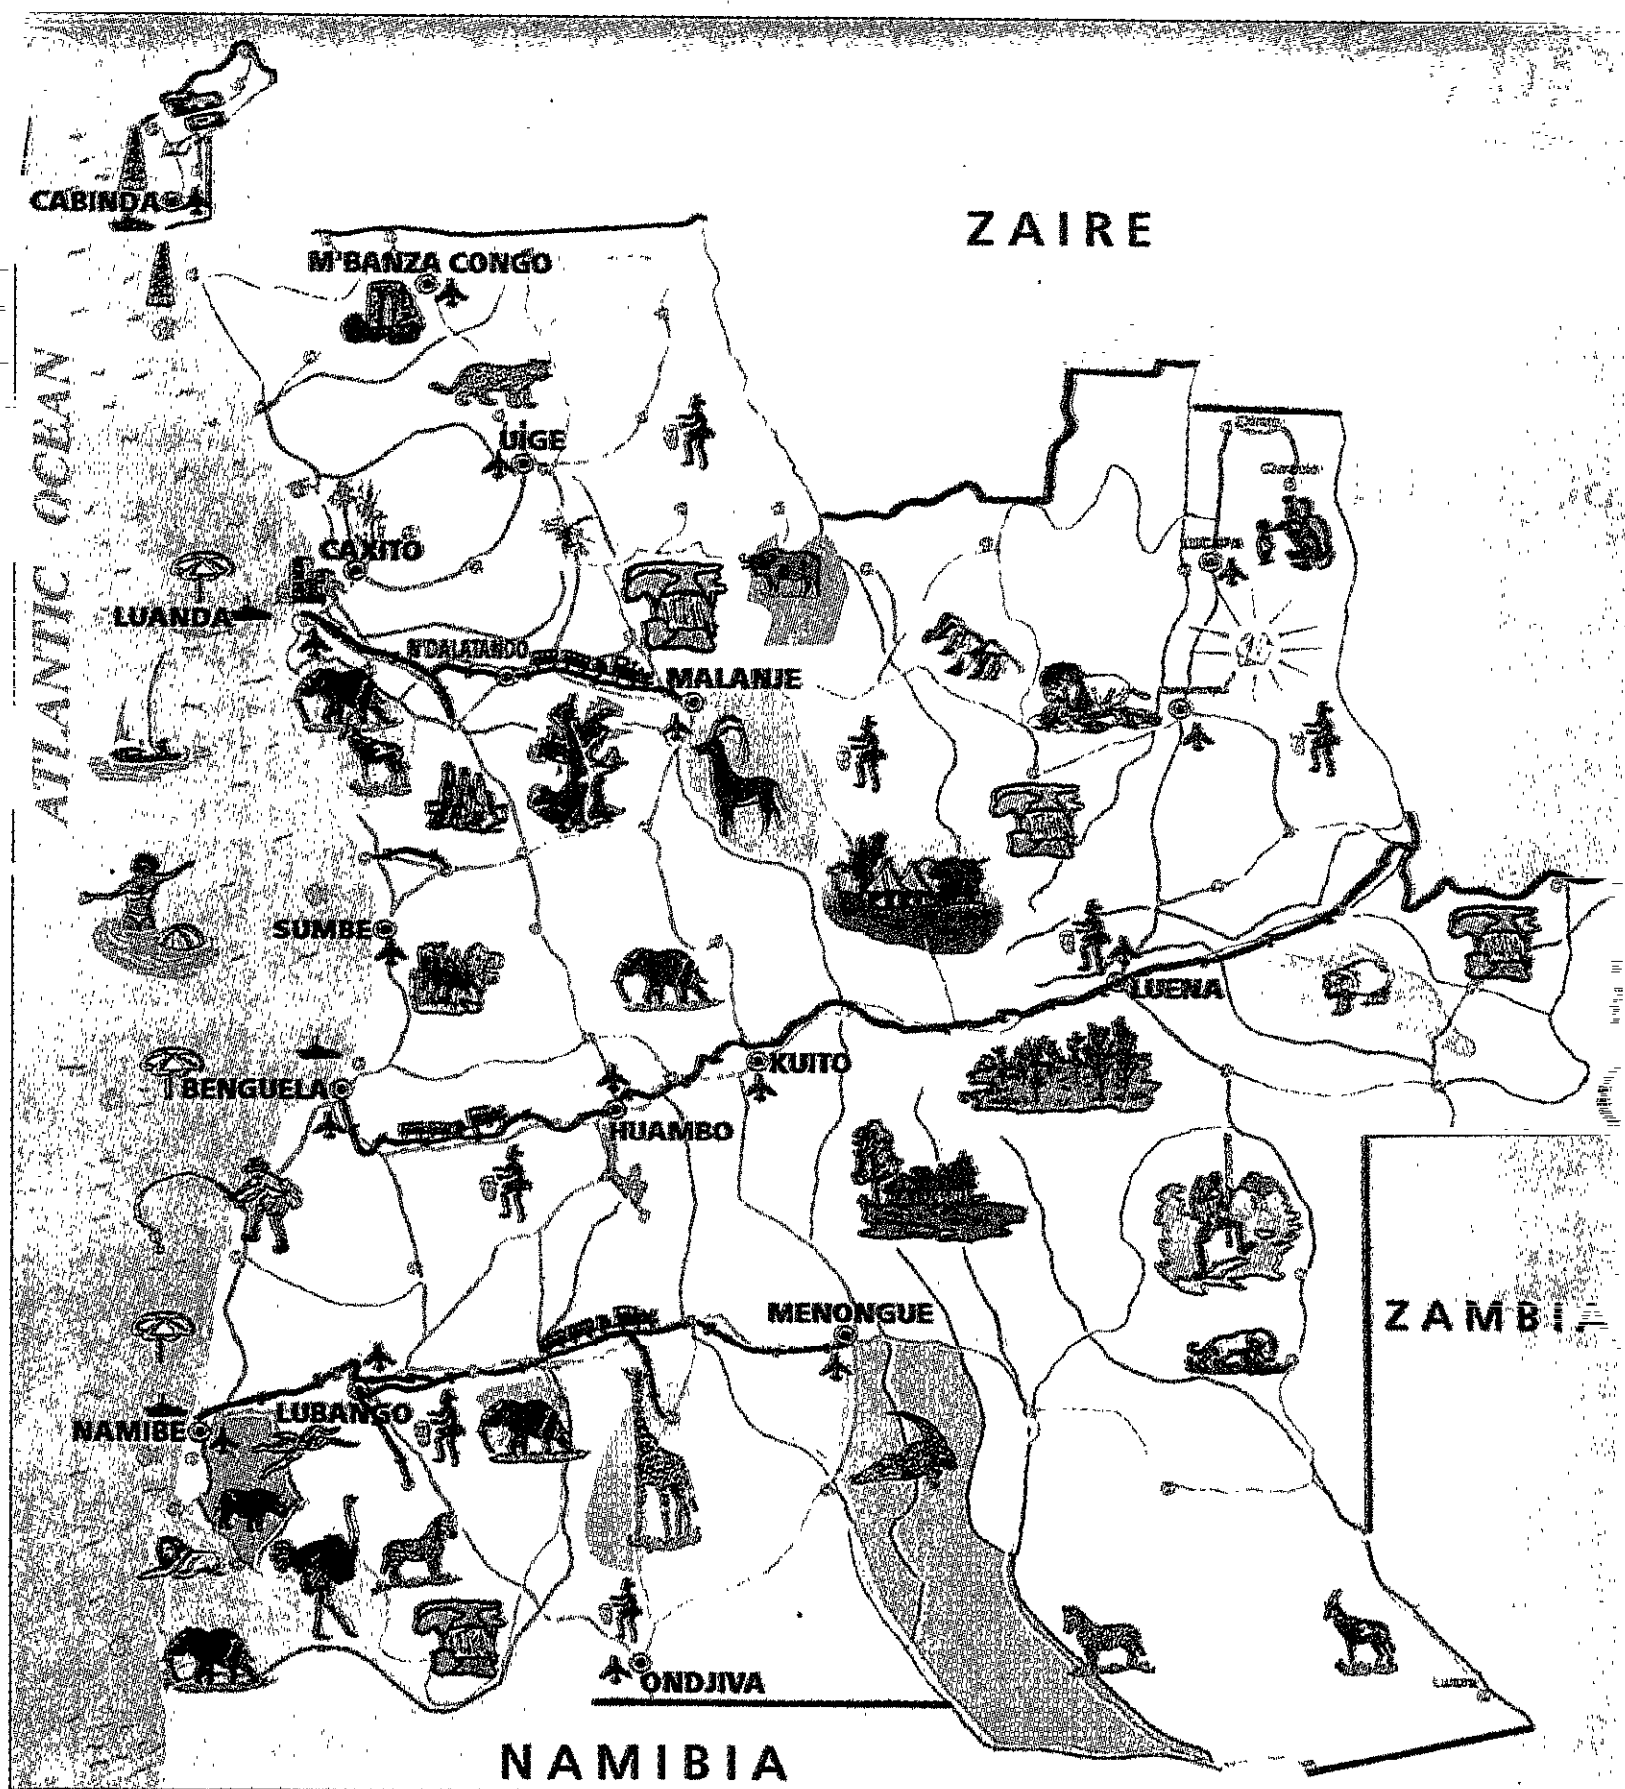 CABINDA
ZAIRE
M'BANZA CONGO
ATLANTIC OCEAN
UÍGE
CAXITO
LUANDA
N'DALATANDO
MALANJE
SUMBE
LUENA
BENGUELA
KUITO
HUAMBO
MENONGUE
ZAMBIA
LUBANGO
NAMIBE
ONDJIVA
NAMIBIA